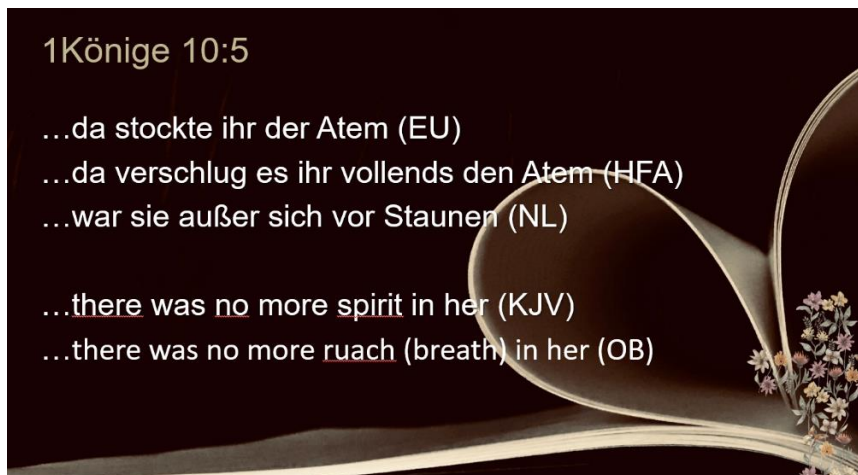 1Könige 10:5
…da stockte ihr der Atem (EU)
…da verschlug es ihr vollends den Atem (HFA)
…war sie außer sich vor Staunen (NL)
…there was no more spirit in her (KJV)
…there was no more ruach (breath) in her (OB)